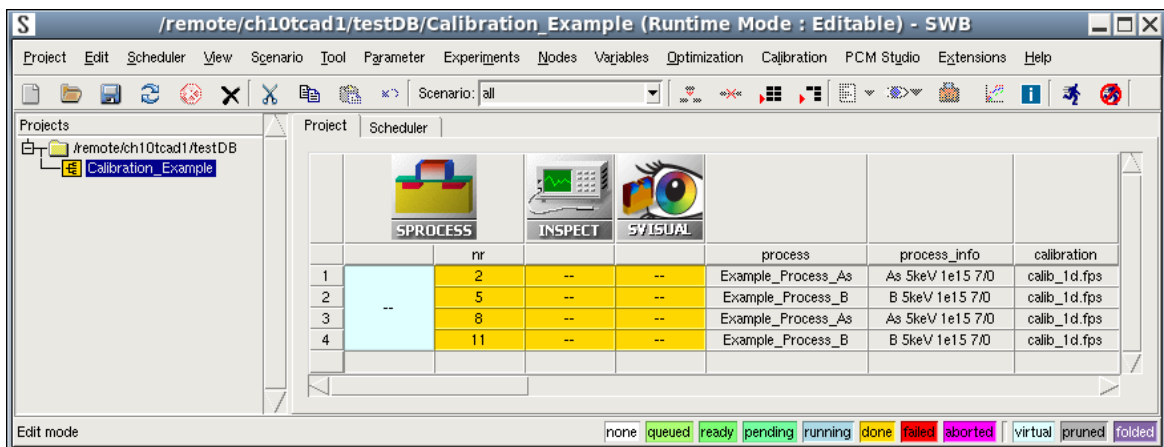 S /remote/ch10tcad1/testDB/Calibration_Example (Runtime Mode : Editable) - SWB
Project Edit Scheduler View Scenario Tool Parameter Experiments Nodes Variables Optimization Calibration PCM Studio Extensions Help
Scenario: all
Projects
/remote/ch10tcad1/testDB
Calibration_Example
Project Scheduler
SPROCESS INSPECT SVISUAL
nr process process_info calibration
1 2 -- -- Example_Process_As As 5keV 1e15 7/0 calib_1d.fps
2 5 -- -- Example_Process_B B 5keV 1e15 7/0 calib_1d.fps
--
3 8 -- -- Example_Process_As As 5keV 1e15 7/0 calib_1d.fps
4 11 -- -- Example_Process_B B 5keV 1e15 7/0 calib_1d.fps
Edit mode none queued ready pending running done failed aborted virtual pruned folded